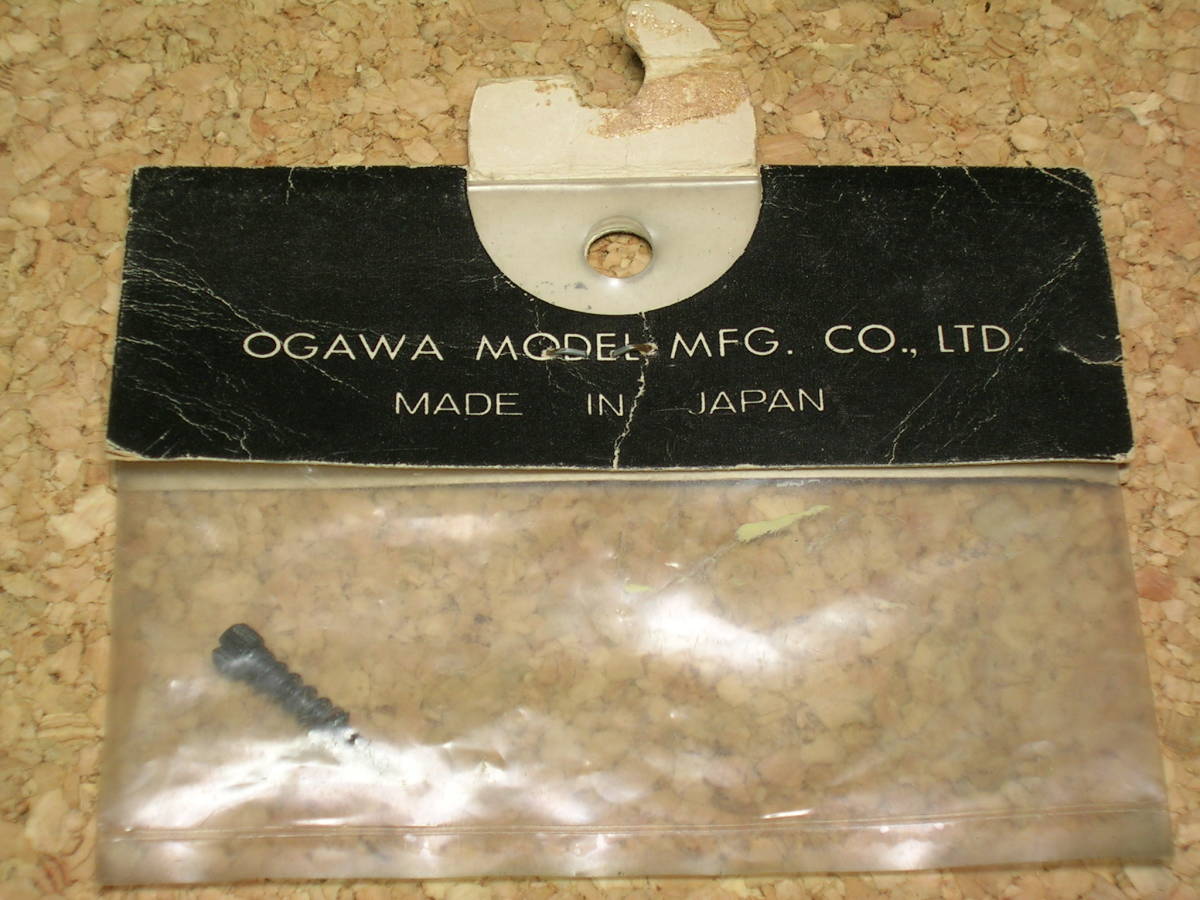 OGAWA MODEL MFG. CO., LTD.
MADE IN JAPAN